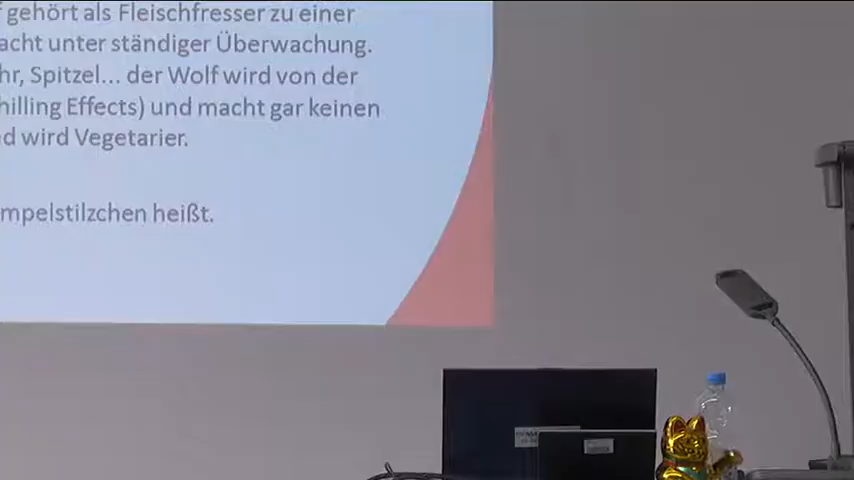 gehört als Fleischfresser zu einer
acht unter ständiger Überwachung.
hr, Spitzel... der Wolf wird von der
hilling Effects) und macht gar keinen
d wird Vegetarier.
mpelstilzchen heißt.